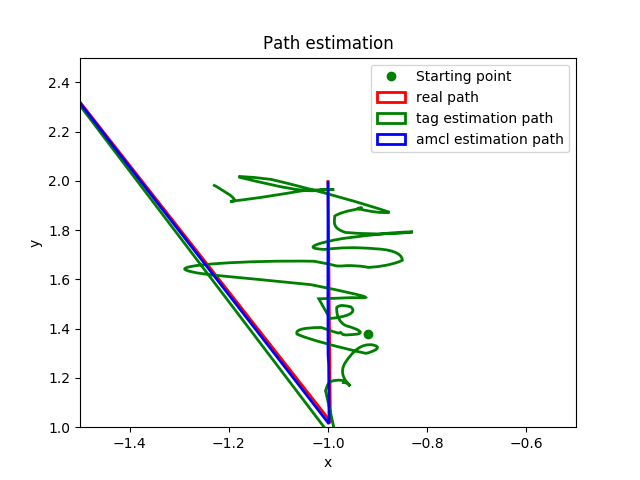 Path estimation
Starting point
real path
tag estimation path
amcl estimation path
2.4
2.2
2.0
1.8
1.6
1.4
1.2
1.0
y
−1.4
−1.2
−1.0
−0.8
−0.6
x